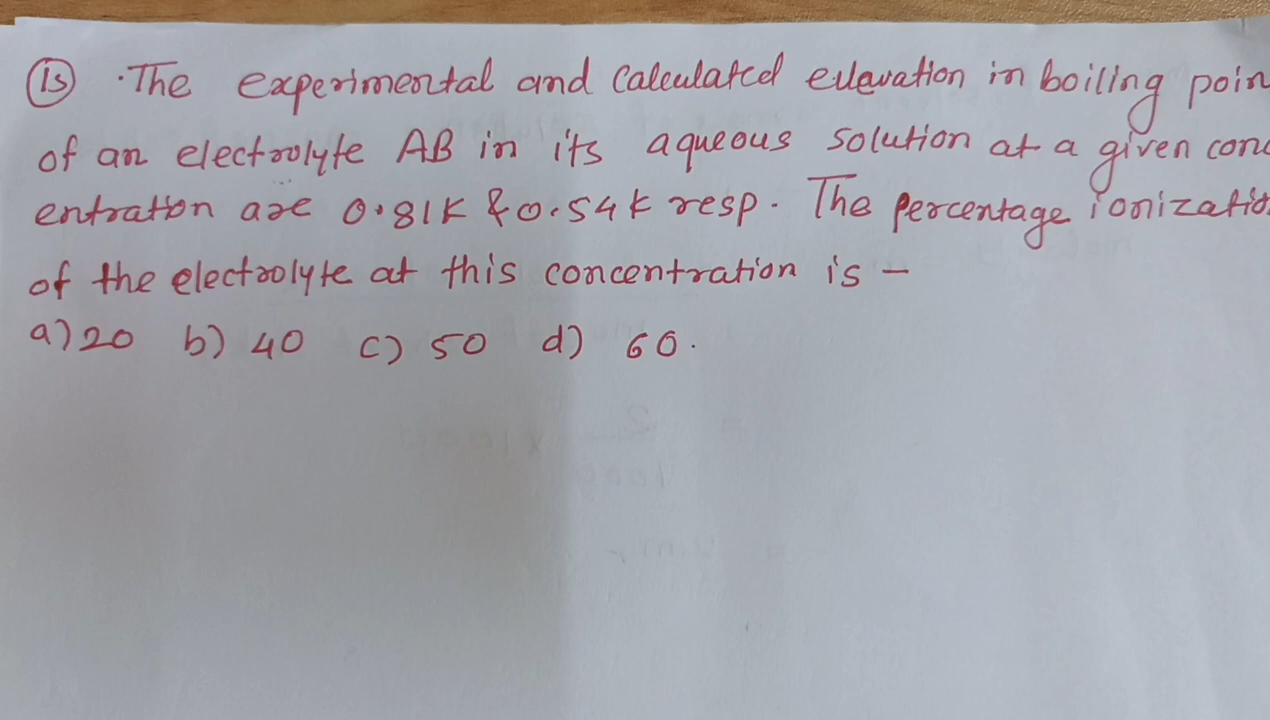 (15) ·The experimental and calculated eulavation in boiling poin
of an electrolyte AB in its aqueous solution at a given conc
entration are 0.81K & 0.54K resp. The percentage ionizatio
of the electrolyte at this concentration is –
a) 20 b) 40 c) 50 d) 60.